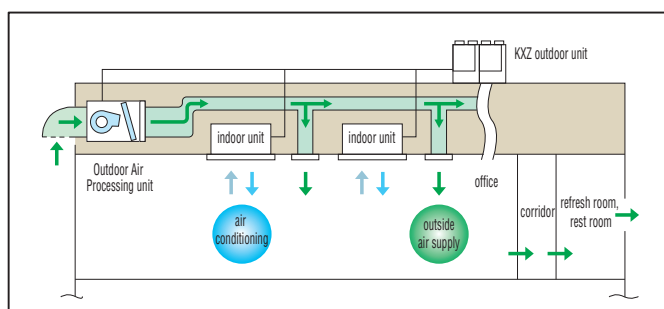 KXZ outdoor unit
indoor unit
indoor unit
Outdoor Air
Processing unit
office
air
conditioning
outside
air supply
corridor
refresh room,
rest room